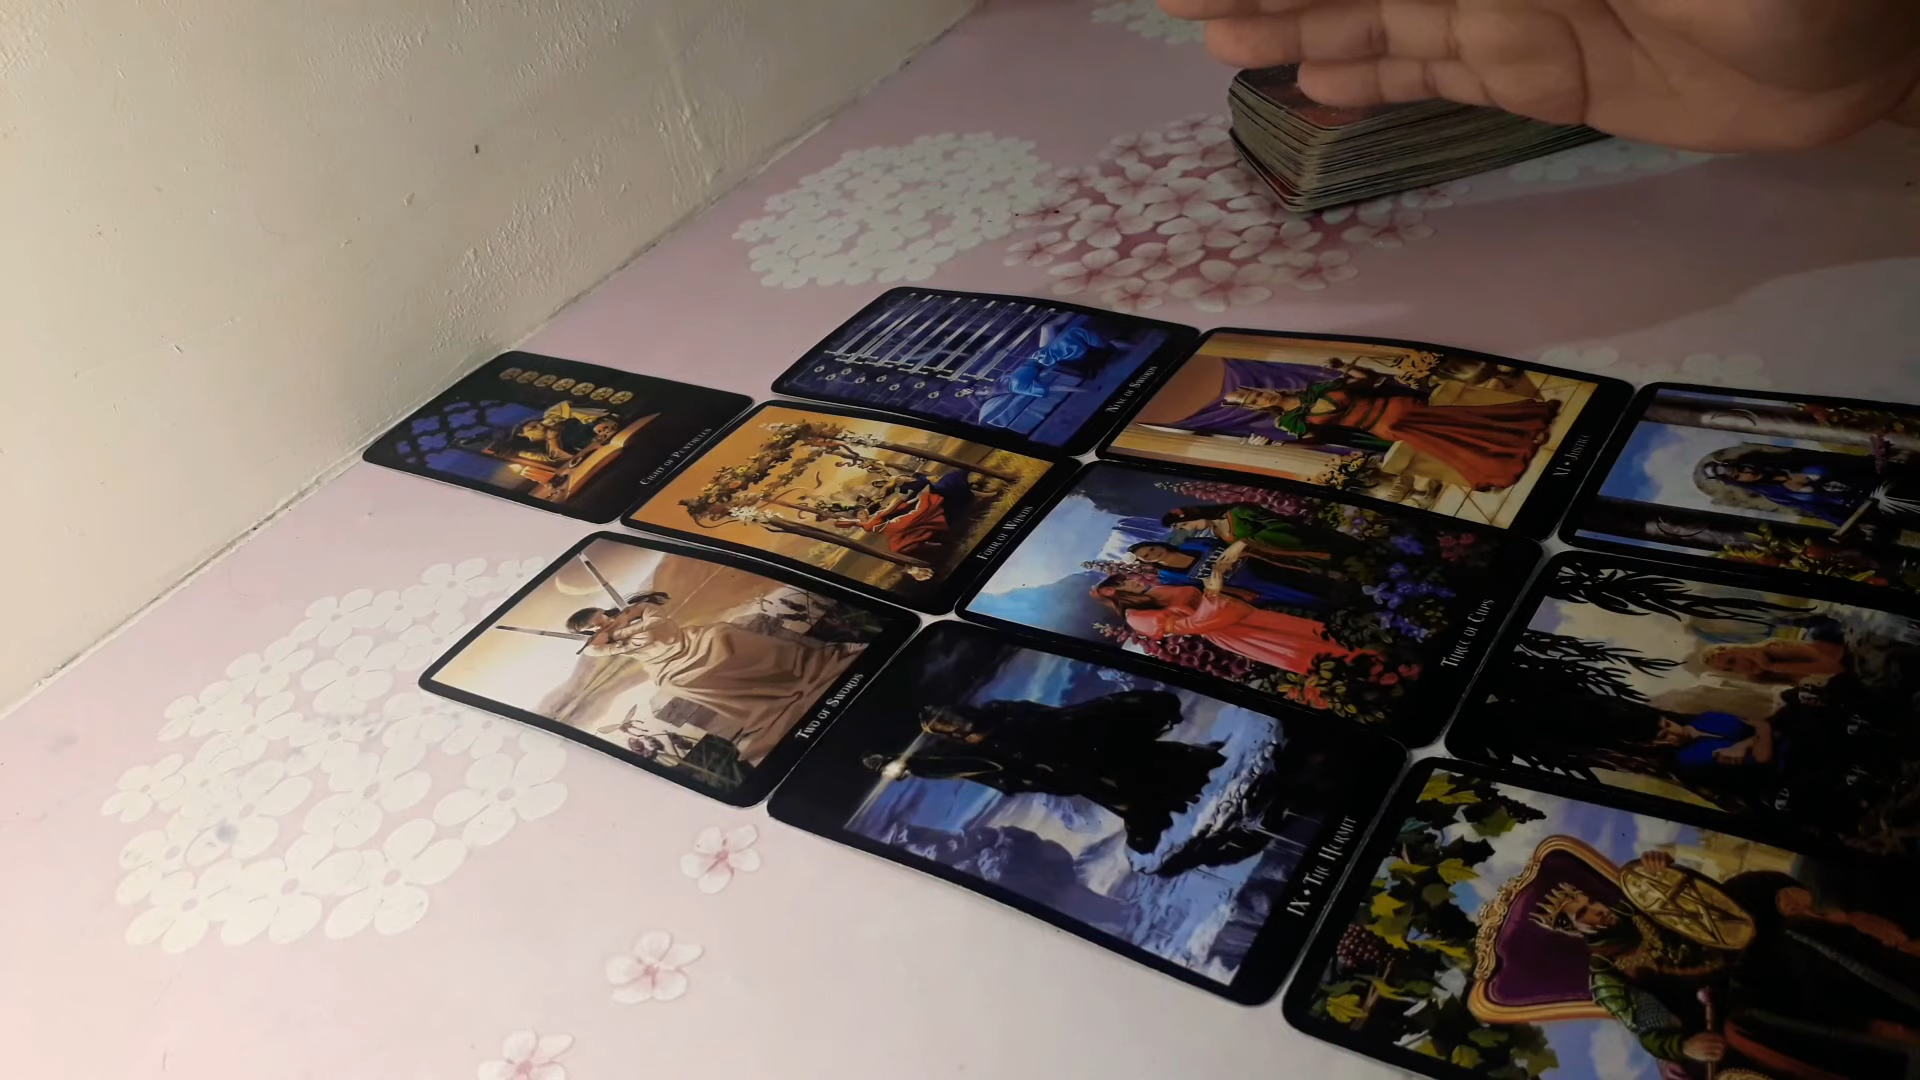 EIGHT OF PENTACLES
NINE OF SWORDS
FOUR OF WANDS
XI • JUSTICE
TWO OF SWORDS
THREE OF CUPS
IX • THE HERMIT